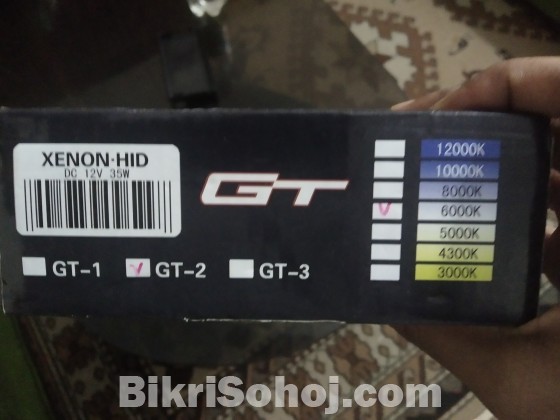 XENON·HID
DC 12V 35W
GT
GT-1
GT-2
GT-3
12000K
10000K
8000K
6000K
5000K
4300K
3000K
BikriSohoj.com